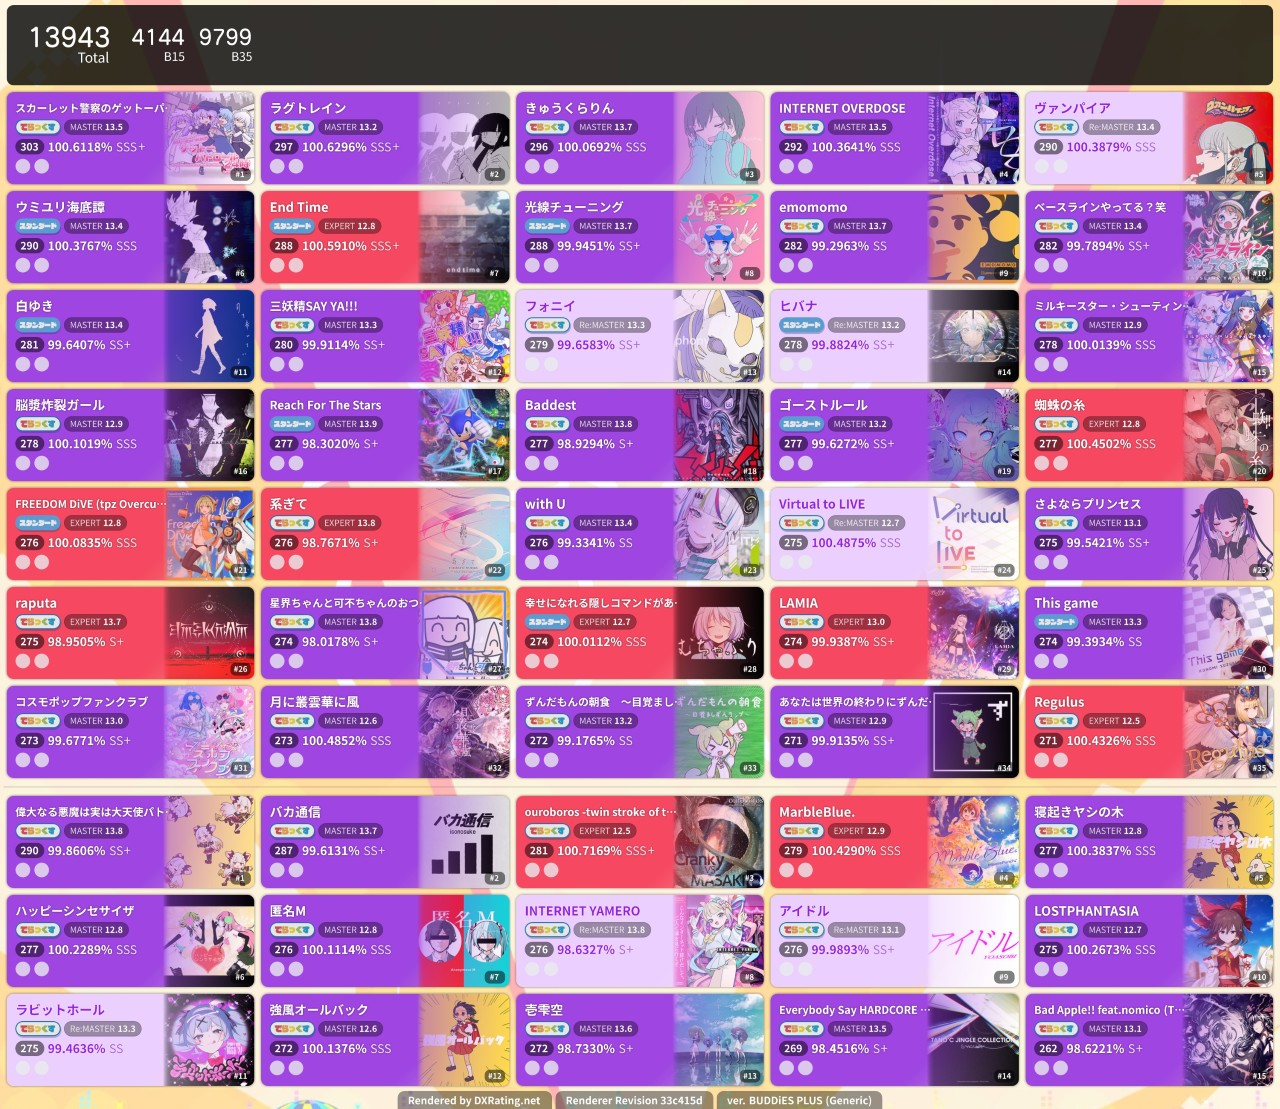 13943 4144 9799
Total B15 B35
スカーレット警察のゲットーパ
MASTER 13.5
303 100.6118% SSS+
#1
ラグトレイン
MASTER 13.2
297 100.6296% SSS+
#2
きゅうくらりん
MASTER 13.7
296 100.0692% SSS
#3
INTERNET OVERDOSE
でらっくす MASTER 13.5
292 100.3641% SSS
#4
ヴァンパイア
でらっくす Re:MASTER 13.4
290 100.3879% SSS
#5
ウミユリ海底譚
スタンダード MASTER 13.4
290 100.3767% SSS
#6
End Time
スタンダード EXPERT 12.8
288 100.5910% SSS+
#7
光線チューニング
スタンダード MASTER 13.7
288 99.9451% SS+
#8
emomomo
スタンダード MASTER 13.7
282 99.2963% SS
#9
ベースラインやってる？笑
でらっくす MASTER 13.4
282 99.7894% SS+
#10
白ゆき
スタンダード MASTER 13.4
281 99.6407% SS+
#11
三妖精SAY YA!!!
でらっくす MASTER 13.3
280 99.9114% SS+
#12
フォニイ
でらっくす Re:MASTER 13.3
279 99.6583% SS+
#13
ヒバナ
スタンダード Re:MASTER 13.2
278 99.8824% SS+
#14
ミルキースター・シューティン…
でらっくす MASTER 12.9
278 100.0139% SSS
#15
脳漿炸裂ガール
でらっくす MASTER 12.9
278 100.1019% SSS
#16
Reach For The Stars
スタンダード MASTER 13.9
277 98.3020% S+
#17
Baddest
でらっくす MASTER 13.8
277 98.9294% S+
#18
ゴーストルール
スタンダード MASTER 13.2
277 99.6272% SS+
#19
蜘蛛の糸
でらっくす EXPERT 12.8
277 100.4502% SSS
#20
FREEDOM DiVE (tpz Overcu…
スタンダード EXPERT 12.8
276 100.0835% SSS
#21
系ぎて
でらっくす EXPERT 13.8
276 98.7671% S+
#22
with U
でらっくす MASTER 13.4
276 99.3341% SS
#23
Virtual to LIVE
でらっくす Re:MASTER 12.7
275 100.4875% SSS
Virtual
to
LIVE
#24
さよならプリンセス
でらっくす MASTER 13.1
275 99.5421% SS+
#25
raputa
でらっくす EXPERT 13.7
275 98.9505% S+
#26
星界ちゃんと可不ちゃんのおつ…
でらっくす MASTER 13.8
274 98.0178% S+
#27
幸せになれる隠しコマンドがあ…
スタンダード EXPERT 12.7
274 100.0112% SSS
#28
LAMIA
でらっくす EXPERT 13.0
274 99.9387% SS+
#29
This game
スタンダード MASTER 13.3
274 99.3934% SS
This game
#30
コスモポップファンクラブ
でらっくす MASTER 13.0
273 99.6771% SS+
#31
月に叢雲華に風
でらっくす MASTER 12.6
273 100.4852% SSS
#32
ずんだもんの朝食　～目覚まし…
でらっくす MASTER 13.2
272 99.1765% SS
#33
あなたは世界の終わりにずんだ…
でらっくす MASTER 12.9
271 99.9135% SS+
#34
Regulus
でらっくす EXPERT 12.5
271 100.4326% SSS
Regulus
#35
偉大なる悪魔は実は大天使パト…
でらっくす MASTER 13.8
290 99.8606% SS+
#1
バカ通信
でらっくす MASTER 13.7
287 99.6131% SS+
バカ通信
#2
ouroboros -twin stroke of t…
でらっくす EXPERT 12.5
281 100.7169% SSS+
Cranky
vs.
MASAKI
#3
MarbleBlue.
でらっくす EXPERT 12.9
279 100.4290% SSS
Marble Blue.
#4
寝起きヤシの木
でらっくす MASTER 12.8
277 100.3837% SSS
#5
ハッピーシンセサイザ
でらっくす MASTER 12.8
277 100.2289% SSS
#6
匿名M
でらっくす MASTER 12.8
276 100.1114% SSS
匿名M
#7
INTERNET YAMERO
でらっくす Re:MASTER 13.8
276 98.6327% S+
#8
アイドル
でらっくす Re:MASTER 13.1
276 99.9893% SS+
アイドル
YOASOBI
#9
LOSTPHANTASIA
でらっくす MASTER 12.7
275 100.2673% SSS
#10
ラビットホール
でらっくす Re:MASTER 13.3
275 99.4636% SS
#11
強風オールバック
でらっくす MASTER 12.6
272 100.1376% SSS
強風オールバック
#12
壱雫空
でらっくす MASTER 13.6
272 98.7330% S+
#13
Everybody Say HARDCORE …
でらっくす MASTER 13.5
269 98.4516% S+
#14
Bad Apple!! feat.nomico (T…
でらっくす MASTER 13.1
262 98.6221% S+
#15
Rendered by DXRating.net Renderer Revision 33c415d ver. BUDDiES PLUS (Generic)